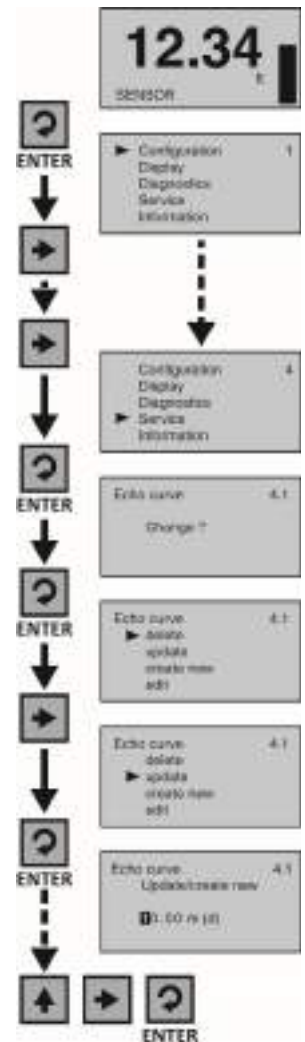 12.34
ft
SENSOR
ENTER
Configuration 1
Display
Diagnostics
Service
Information
Configuration 4
Display
Diagnostics
Service
Information
ENTER
Echo curve 4.1
Change ?
ENTER
Echo curve 4.1
delete
update
create new
edit
Echo curve 4.1
delete
update
create new
edit
ENTER
Echo curve 4.1
Update/create new
10.00 m (d)
ENTER